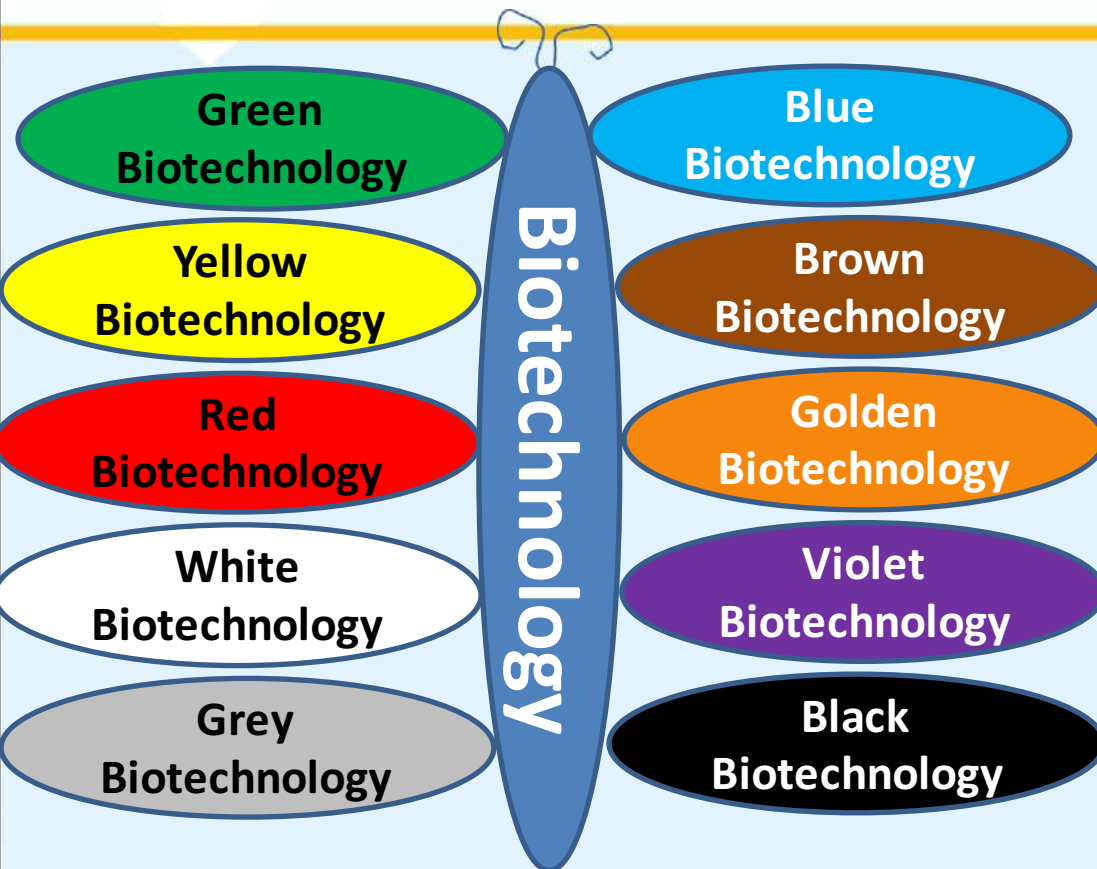 Green
Biotechnology
Blue
Biotechnology
Yellow
Biotechnology
Brown
Biotechnology
Red
Biotechnology
Golden
Biotechnology
White
Biotechnology
Violet
Biotechnology
Grey
Biotechnology
Black
Biotechnology
Biotechnology